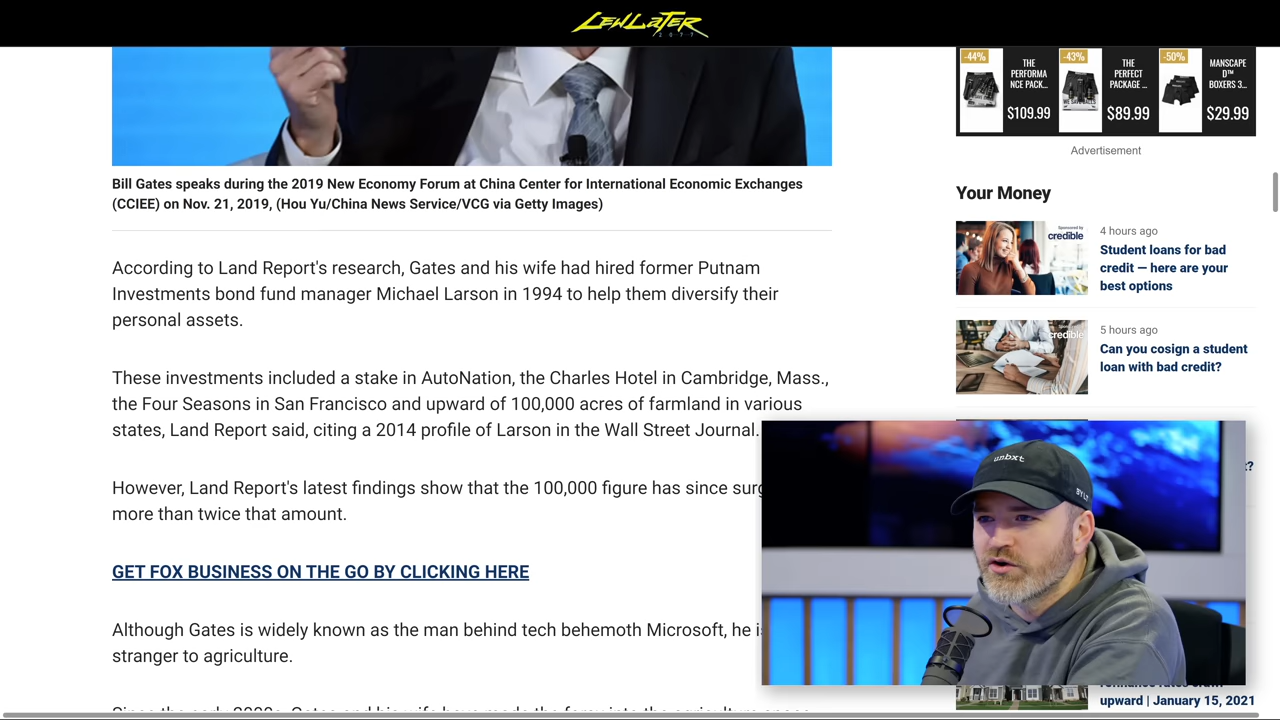 LEWLATER
2077
-44%
THE
PERFORMA
NCE PACK...
$109.99
-43%
THE
PERFECT
PACKAGE ...
$89.99
-50%
MANSCAPE
D™
BOXERS 3...
$29.99
Advertisement
Bill Gates speaks during the 2019 New Economy Forum at China Center for International Economic Exchanges
(CCIEE) on Nov. 21, 2019, (Hou Yu/China News Service/VCG via Getty Images)
According to Land Report's research, Gates and his wife had hired former Putnam
Investments bond fund manager Michael Larson in 1994 to help them diversify their
personal assets.
These investments included a stake in AutoNation, the Charles Hotel in Cambridge, Mass.,
the Four Seasons in San Francisco and upward of 100,000 acres of farmland in various
states, Land Report said, citing a 2014 profile of Larson in the Wall Street Journal.
However, Land Report's latest findings show that the 100,000 figure has since
more than twice that amount.
GET FOX BUSINESS ON THE GO BY CLICKING HERE
Although Gates is widely known as the man behind tech behemoth Microsoft, he
stranger to agriculture.
Your Money
Sponsored by
credible
4 hours ago
Student loans for bad
credit — here are your
best options
credible
5 hours ago
Can you cosign a student
loan with bad credit?
?
unbxt
BYLT
upward | January 15, 2021